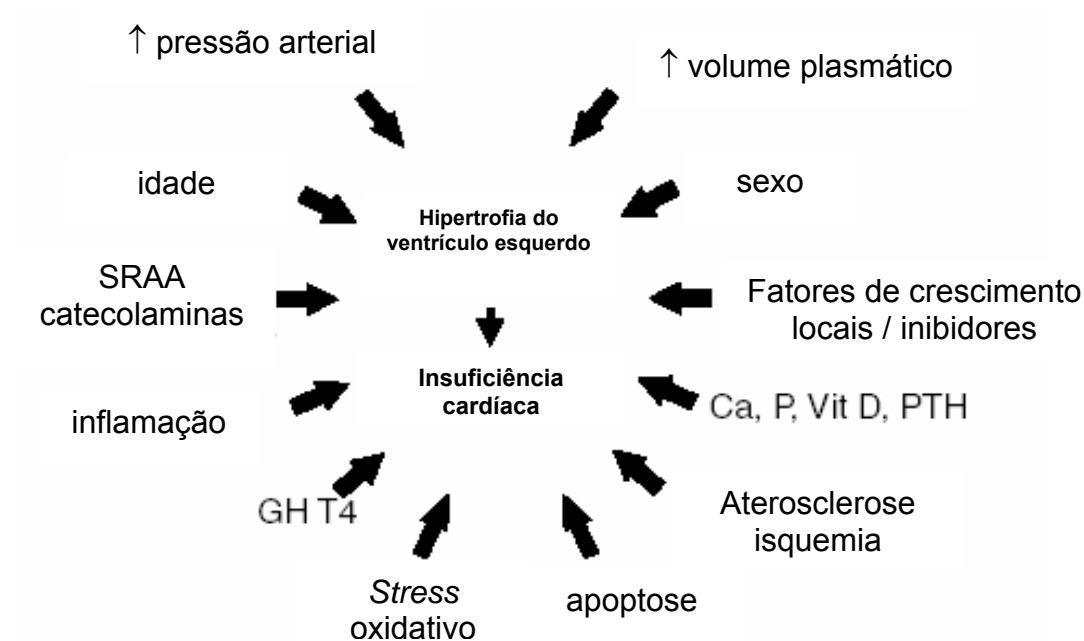 ↑ pressão arterial
↑ volume plasmático
idade
sexo
Hipertrofia do
ventrículo esquerdo
SRAA
catecolaminas
Fatores de crescimento
locais / inibidores
Insuficiência
cardíaca
inflamação
Ca, P, Vit D, PTH
GH T4
Aterosclerose
isquemia
Stress
oxidativo
apoptose